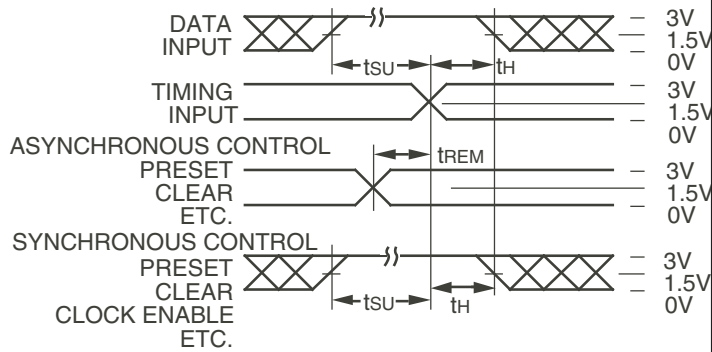 DATA INPUT
3V
1.5V
0V
tSU
tH
TIMING INPUT
3V
1.5V
0V
ASYNCHRONOUS CONTROL
PRESET
CLEAR
ETC.
tREM
3V
1.5V
0V
SYNCHRONOUS CONTROL
PRESET
CLEAR
CLOCK ENABLE
ETC.
tSU
tH
3V
1.5V
0V